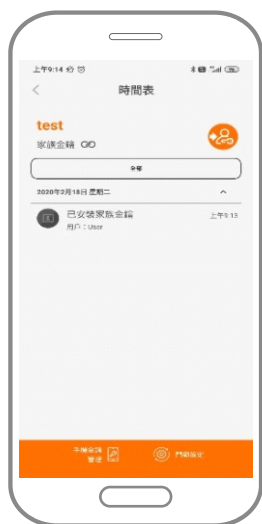 上午9:14
時間表
test
家族金鑰
全部
2020年2月18日 星期二
已安裝家族金鑰
上午9:13
用戶：User
手機金鑰
管理
門鎖設定